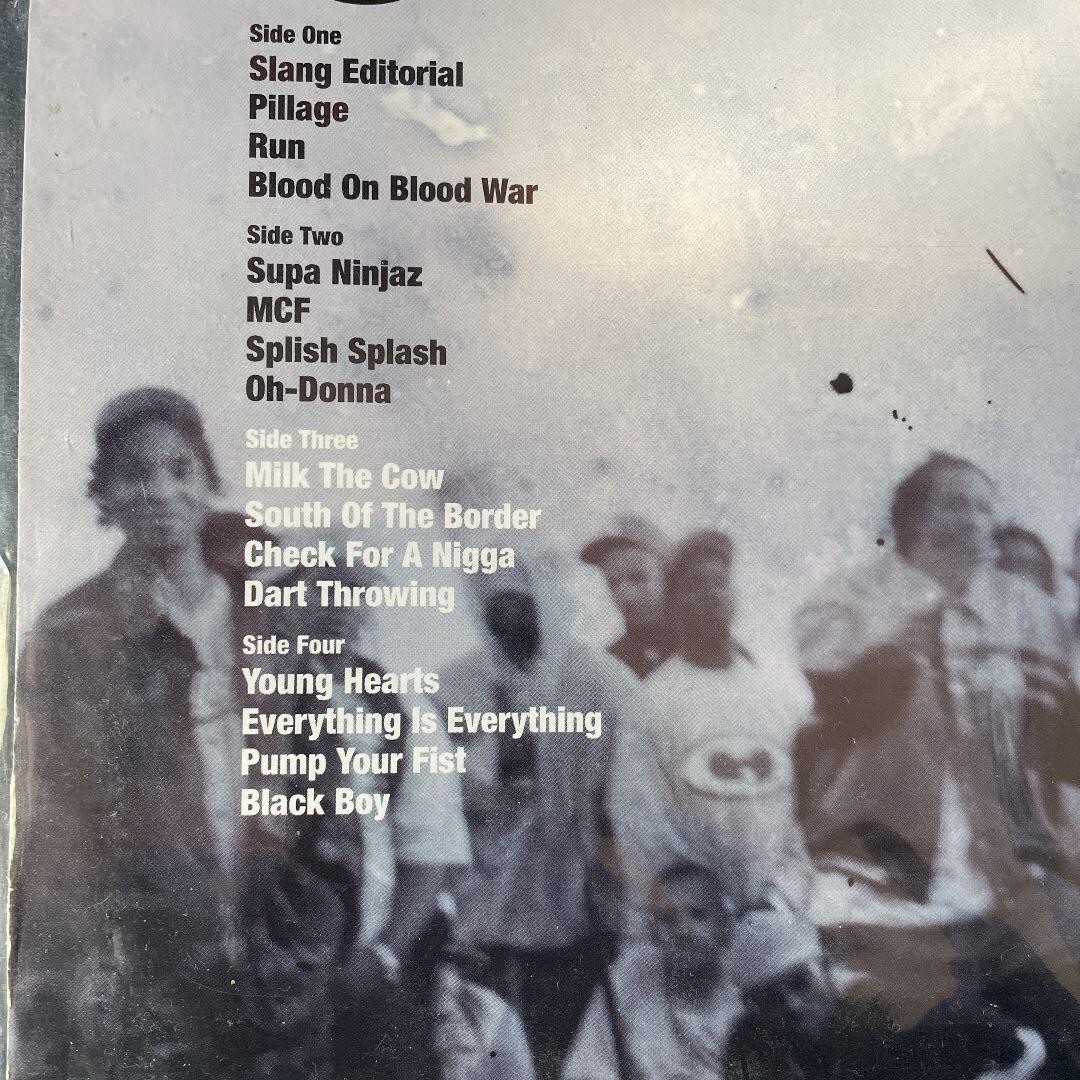 Side One
Slang Editorial
Pillage
Run
Blood On Blood War
Side Two
Supa Ninjaz
MCF
Splish Splash
Oh-Donna
Side Three
Milk The Cow
South Of The Border
Check For A Nigga
Dart Throwing
Side Four
Young Hearts
Everything Is Everything
Pump Your Fist
Black Boy